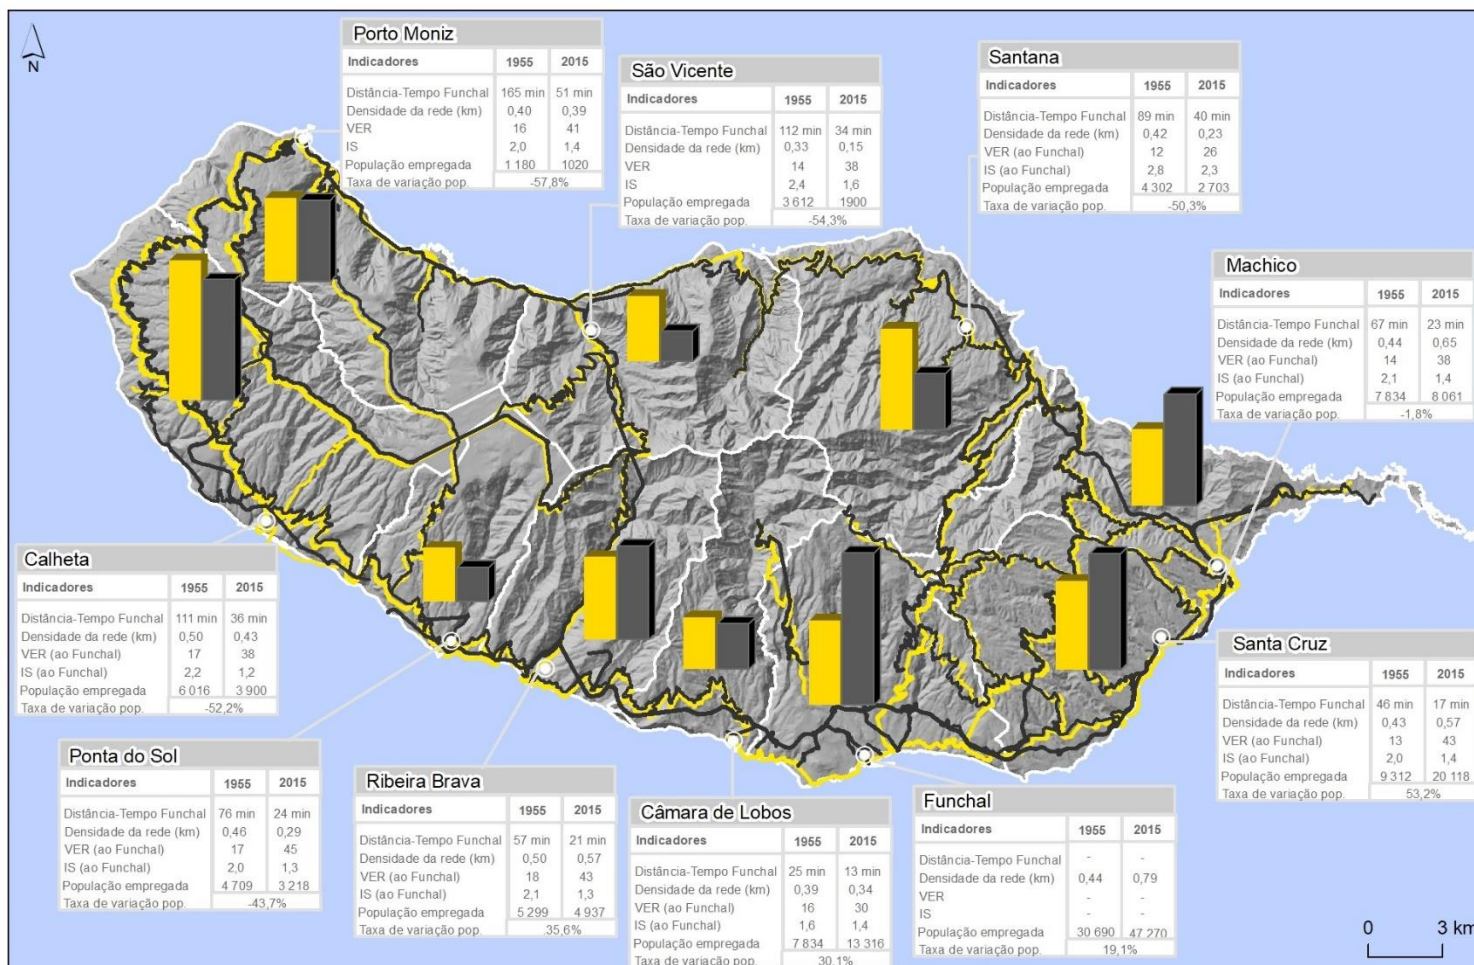 N
Porto Moniz
Indicadores 1955 2015
Distância-Tempo Funchal 165 min 51 min
Densidade da rede (km) 0,40 0,39
VER 16 41
IS 2,0 1,4
População empregada 1 180 1020
Taxa de variação pop. -57,8%
São Vicente
Indicadores 1955 2015
Distância-Tempo Funchal 112 min 34 min
Densidade da rede (km) 0,33 0,15
VER 14 38
IS 2,4 1,6
População empregada 3 612 1900
Taxa de variação pop. -54,3%
Santana
Indicadores 1955 2015
Distância-Tempo Funchal 89 min 40 min
Densidade da rede (km) 0,42 0,23
VER (ao Funchal) 12 26
IS (ao Funchal) 2,8 2,3
População empregada 4 302 2 703
Taxa de variação pop. -50,3%
Machico
Indicadores 1955 2015
Distância-Tempo Funchal 67 min 23 min
Densidade da rede (km) 0,44 0,65
VER (ao Funchal) 14 38
IS (ao Funchal) 2,1 1,4
População empregada 7 834 8 061
Taxa de variação pop. -1,8%
Calheta
Indicadores 1955 2015
Distância-Tempo Funchal 111 min 36 min
Densidade da rede (km) 0,50 0,43
VER (ao Funchal) 17 38
IS (ao Funchal) 2,2 1,2
População empregada 6 016 3 900
Taxa de variação pop. -52,2%
Santa Cruz
Indicadores 1955 2015
Distância-Tempo Funchal 46 min 17 min
Densidade da rede (km) 0,43 0,57
VER (ao Funchal) 13 43
IS (ao Funchal) 2,0 1,4
População empregada 9 312 20 118
Taxa de variação pop. 53,2%
Ponta do Sol
Indicadores 1955 2015
Distância-Tempo Funchal 76 min 24 min
Densidade da rede (km) 0,46 0,29
VER (ao Funchal) 17 45
IS (ao Funchal) 2,0 1,3
População empregada 4 709 3 218
Taxa de variação pop. -43,7%
Ribeira Brava
Indicadores 1955 2015
Distância-Tempo Funchal 57 min 21 min
Densidade da rede (km) 0,50 0,57
VER (ao Funchal) 18 43
IS (ao Funchal) 2,1 1,3
População empregada 5 299 4 937
Taxa de variação pop. 35,6%
Câmara de Lobos
Indicadores 1955 2015
Distância-Tempo Funchal 25 min 13 min
Densidade da rede (km) 0,39 0,34
VER (ao Funchal) 16 30
IS (ao Funchal) 1,6 1,4
População empregada 7 834 13 316
Taxa de variação pop. 30,1%
Funchal
Indicadores 1955 2015
Distância-Tempo Funchal - -
Densidade da rede (km) 0,44 0,79
VER - -
IS - -
População empregada 30 690 47 270
Taxa de variação pop. 19,1%
0 3 km